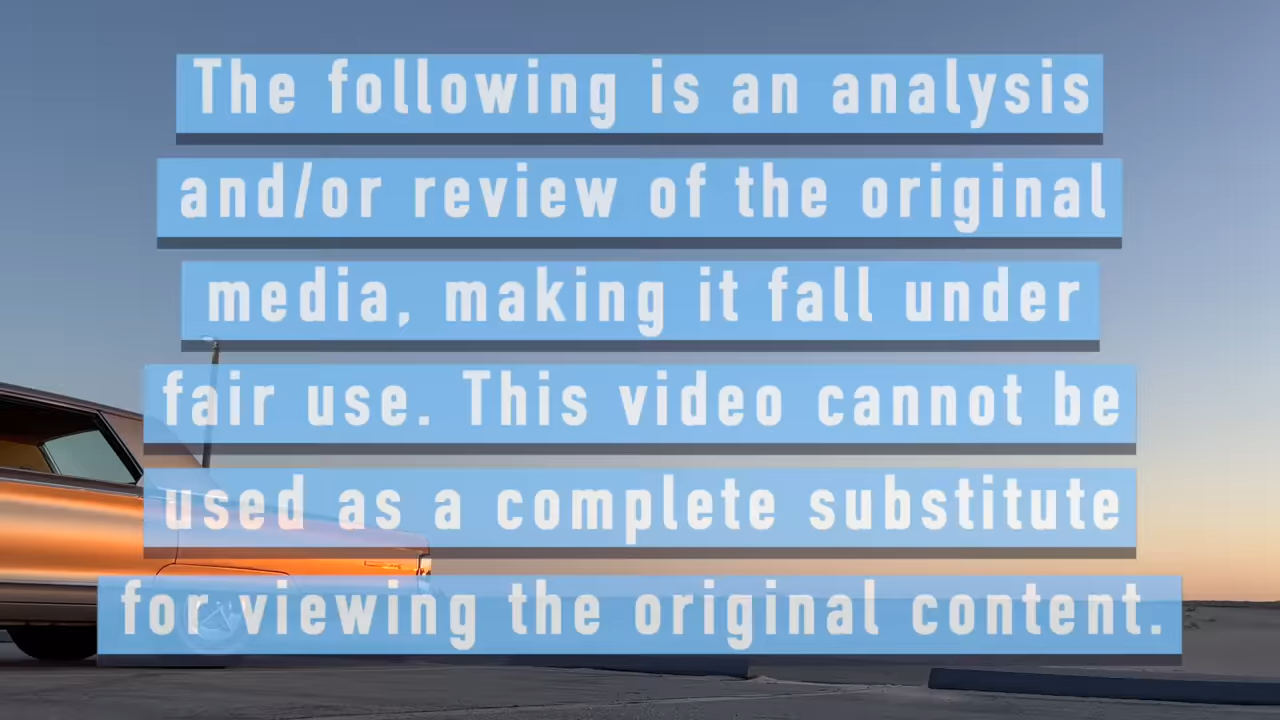 The following is an analysis
and/or review of the original
media, making it fall under
fair use. This video cannot be
used as a complete substitute
for viewing the original content.